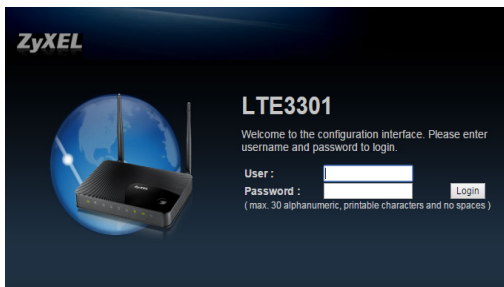 ZyXEL
LTE3301
Welcome to the configuration interface. Please enter
username and password to login.
User :
Password :
Login
( max. 30 alphanumeric, printable characters and no spaces )
ZyXEL